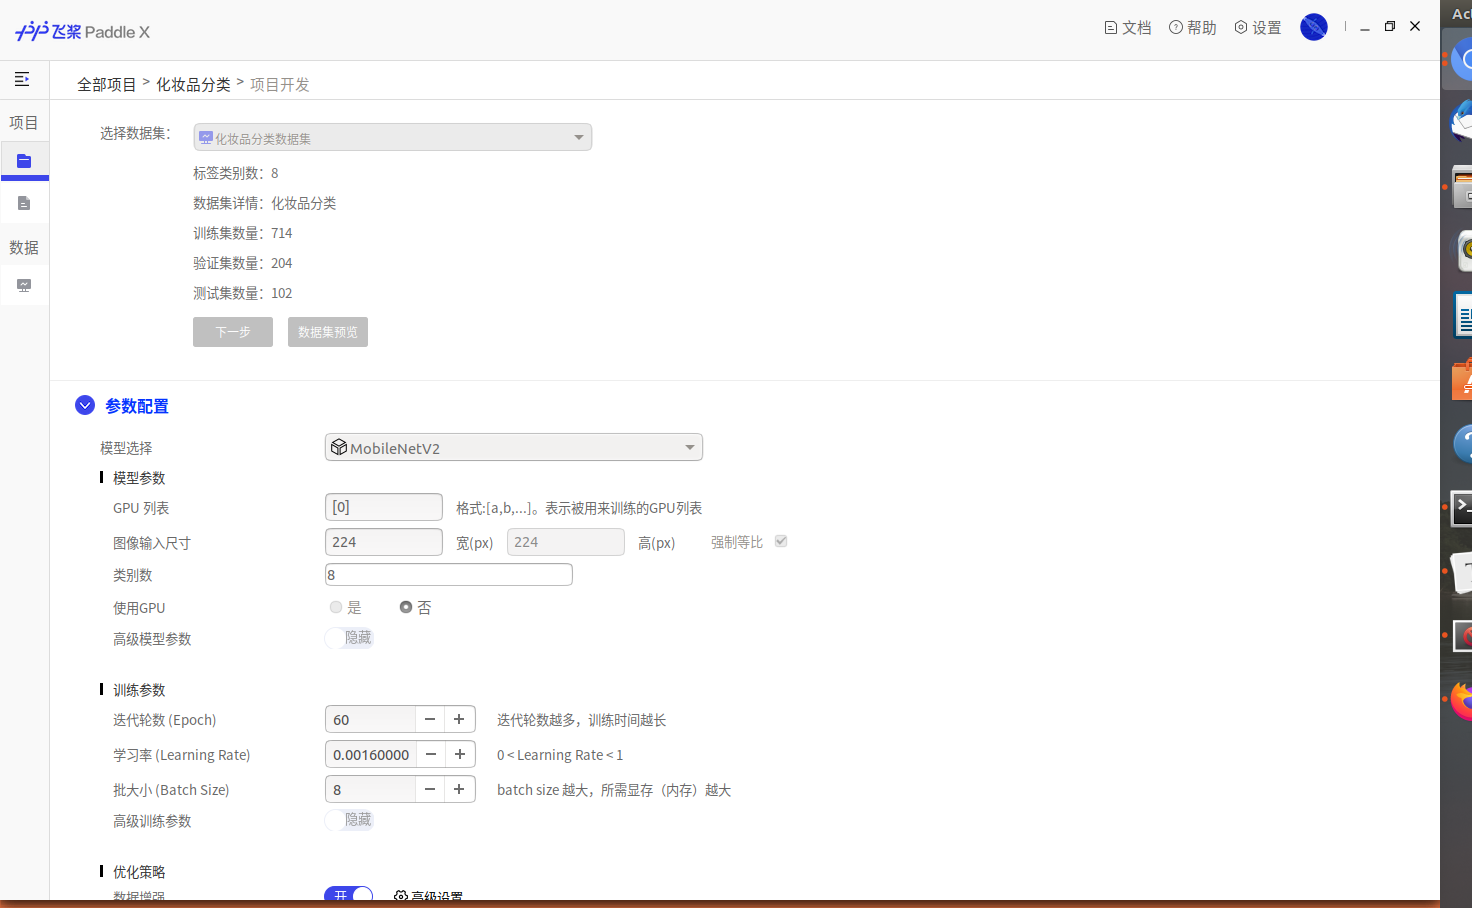 飞桨 Paddle X
文档 帮助 设置
Act
全部项目 > 化妆品分类 > 项目开发
项目
数据
选择数据集：
化妆品分类数据集
标签类别数：8
数据集详情：化妆品分类
训练集数量：714
验证集数量：204
测试集数量：102
下一步 数据集预览
参数配置
模型选择 MobileNetV2
模型参数
GPU 列表 [0] 格式:[a,b,...]。表示被用来训练的GPU列表
图像输入尺寸 224 宽(px) 224 高(px) 强制等比
类别数 8
使用GPU 是 否
高级模型参数 隐藏
训练参数
迭代轮数 (Epoch) 60 − + 迭代轮数越多，训练时间越长
学习率 (Learning Rate) 0.00160000 − + 0 < Learning Rate < 1
批大小 (Batch Size) 8 − + batch size 越大，所需显存（内存）越大
高级训练参数 隐藏
优化策略
数据增强 开 高级设置